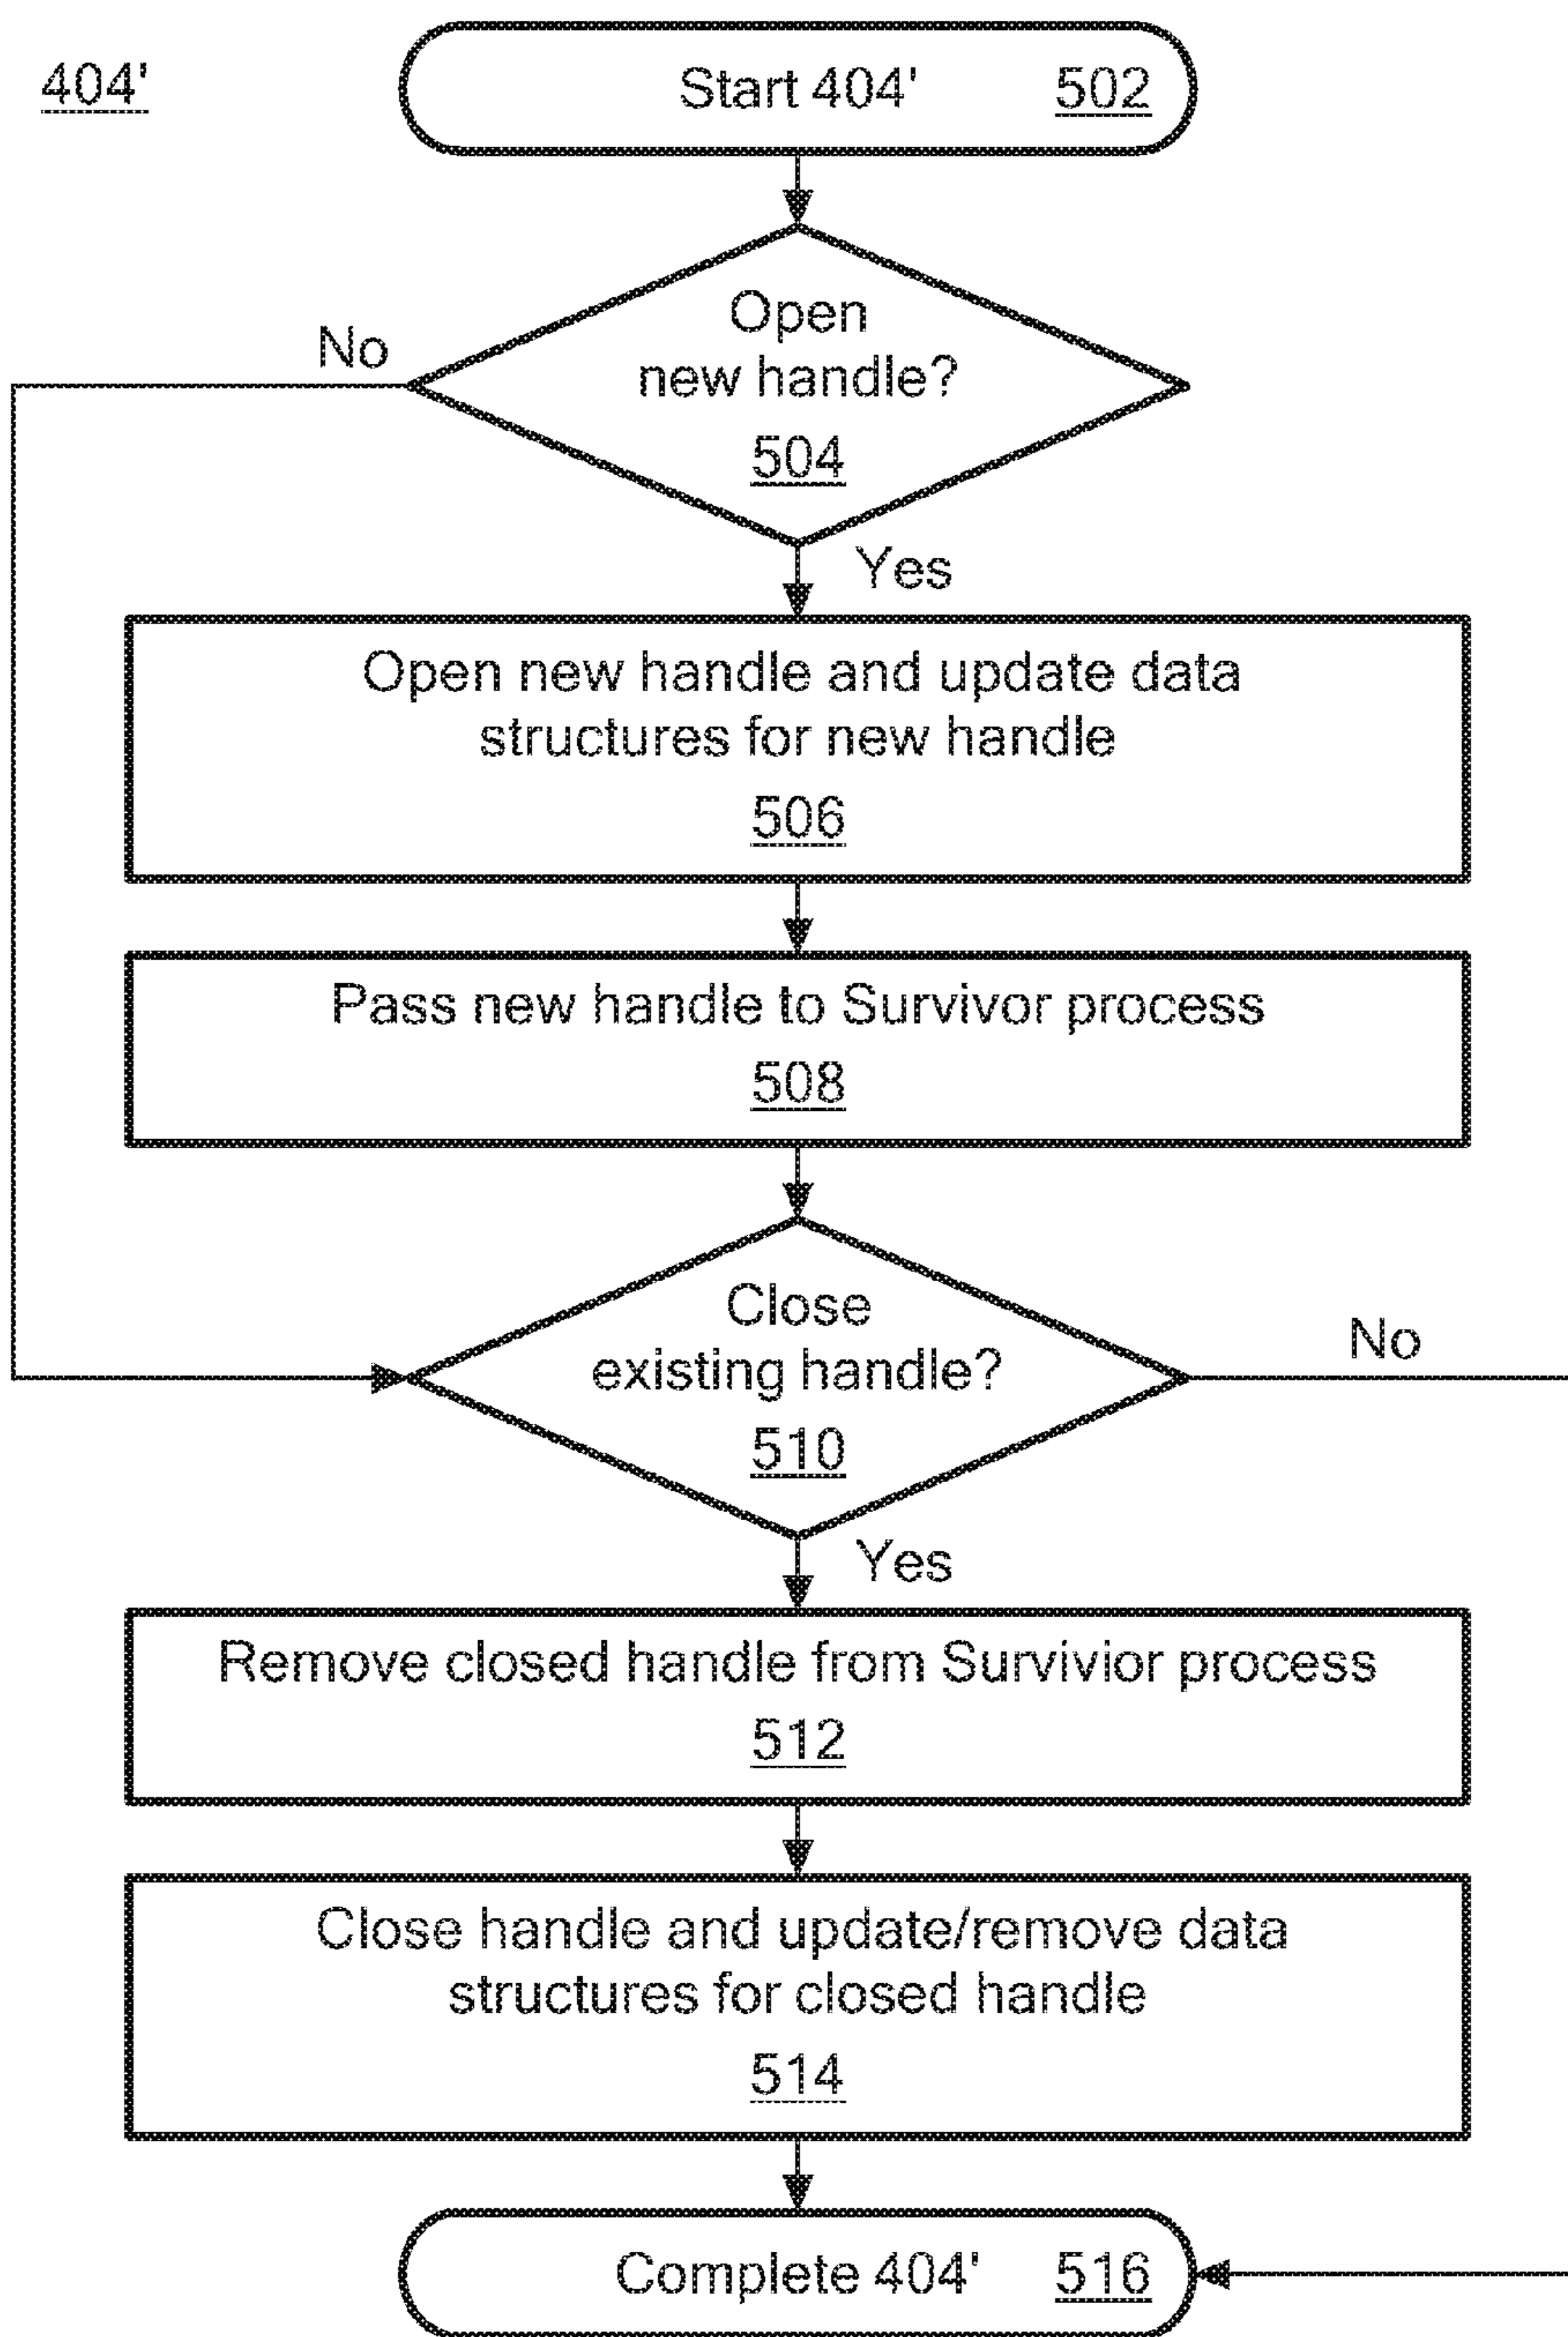 404'
Start 404' 502
Open
new handle?
504
No
Yes
Open new handle and update data
structures for new handle
506
Pass new handle to Survivor process
508
Close
existing handle?
510
No
Yes
Remove closed handle from Survivior process
512
Close handle and update/remove data
structures for closed handle
514
Complete 404' 516